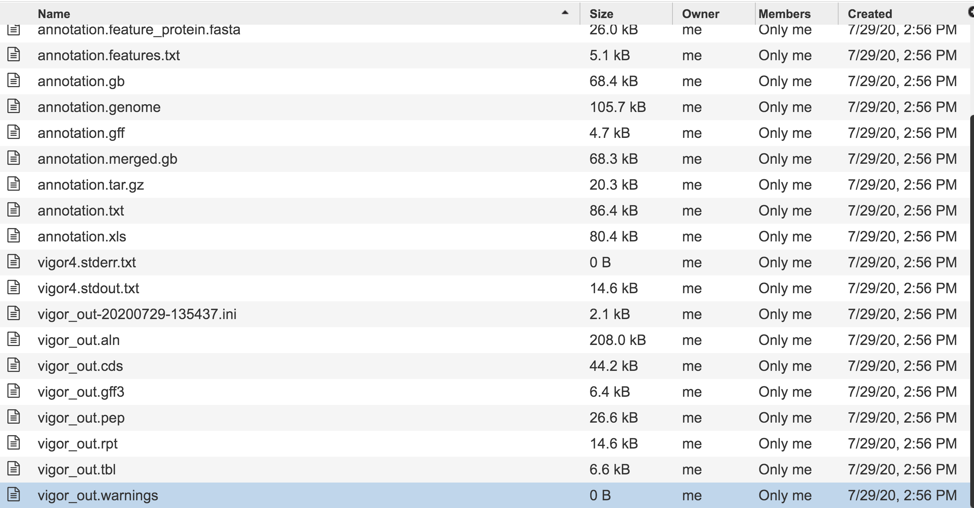 Name Size Owner Members Created
annotation.feature_protein.fasta 26.0 kB me Only me 7/29/20, 2:56 PM
annotation.features.txt 5.1 kB me Only me 7/29/20, 2:56 PM
annotation.gb 68.4 kB me Only me 7/29/20, 2:56 PM
annotation.genome 105.7 kB me Only me 7/29/20, 2:56 PM
annotation.gff 4.7 kB me Only me 7/29/20, 2:56 PM
annotation.merged.gb 68.3 kB me Only me 7/29/20, 2:56 PM
annotation.tar.gz 20.3 kB me Only me 7/29/20, 2:56 PM
annotation.txt 86.4 kB me Only me 7/29/20, 2:56 PM
annotation.xls 80.4 kB me Only me 7/29/20, 2:56 PM
vigor4.stderr.txt 0 B me Only me 7/29/20, 2:56 PM
vigor4.stdout.txt 14.6 kB me Only me 7/29/20, 2:56 PM
vigor_out-20200729-135437.ini 2.1 kB me Only me 7/29/20, 2:56 PM
vigor_out.aln 208.0 kB me Only me 7/29/20, 2:56 PM
vigor_out.cds 44.2 kB me Only me 7/29/20, 2:56 PM
vigor_out.gff3 6.4 kB me Only me 7/29/20, 2:56 PM
vigor_out.pep 26.6 kB me Only me 7/29/20, 2:56 PM
vigor_out.rpt 14.6 kB me Only me 7/29/20, 2:56 PM
vigor_out.tbl 6.6 kB me Only me 7/29/20, 2:56 PM
vigor_out.warnings 0 B me Only me 7/29/20, 2:56 PM